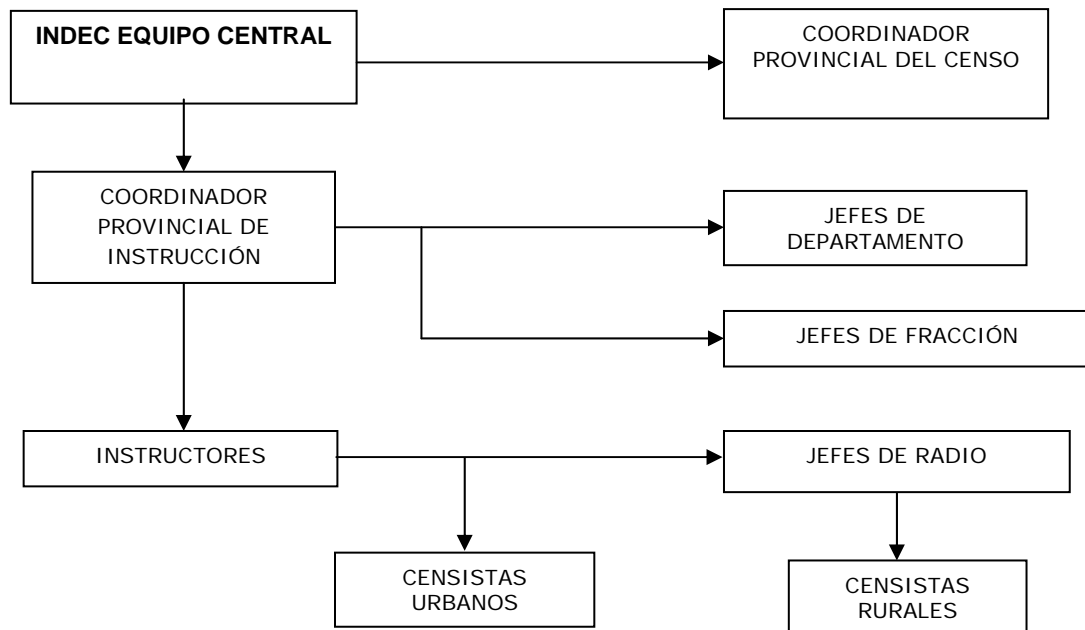 INDEC EQUIPO CENTRAL
COORDINADOR
PROVINCIAL DEL CENSO
COORDINADOR
PROVINCIAL DE
INSTRUCCIÓN
JEFES DE
DEPARTAMENTO
JEFES DE FRACCIÓN
INSTRUCTORES
JEFES DE RADIO
CENSISTAS
URBANOS
CENSISTAS
RURALES